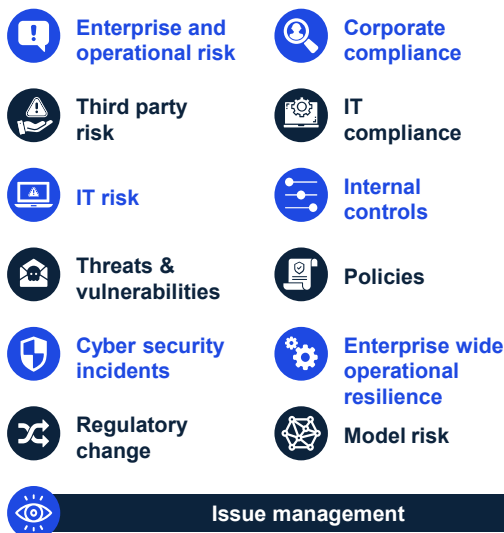 Enterprise and
operational risk
Corporate
compliance
Third party
risk
IT
compliance
IT risk
Internal
controls
Threats &
vulnerabilities
Policies
Cyber security
incidents
Enterprise wide
operational
resilience
Regulatory
change
Model risk
Issue management